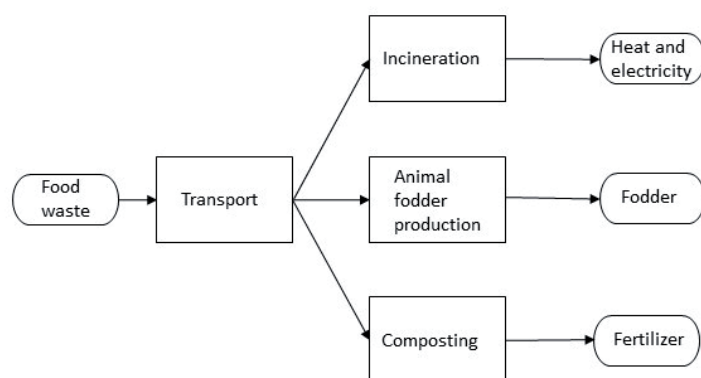 Food
waste
Transport
Incineration
Heat and
electricity
Animal
fodder
production
Fodder
Composting
Fertilizer